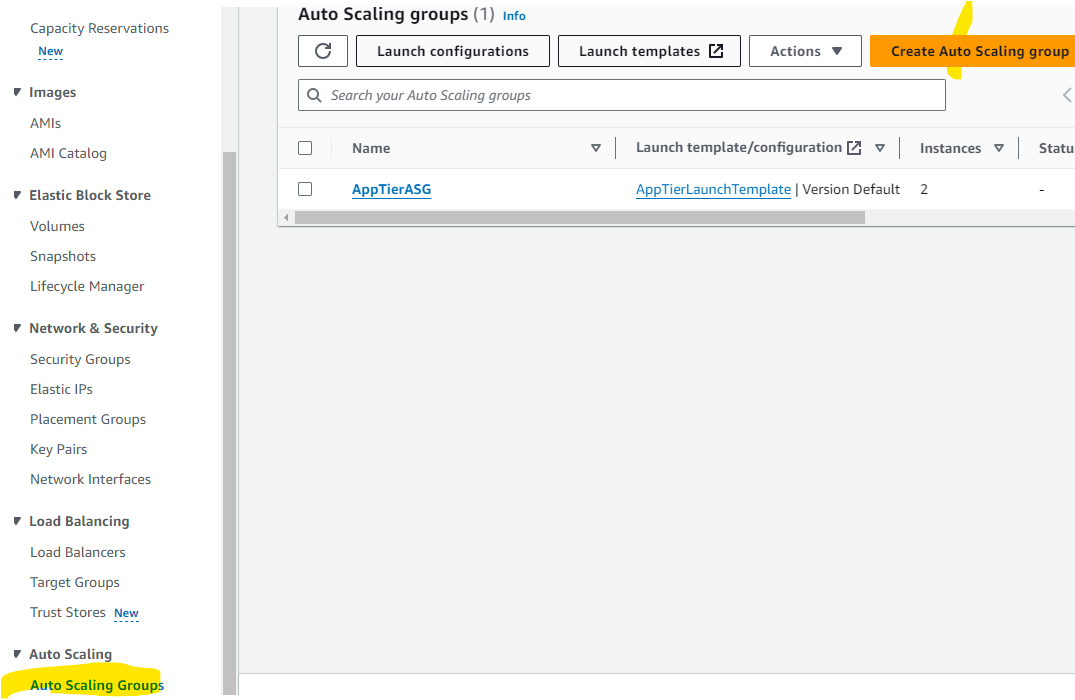 Capacity Reservations
New
Images
AMIs
AMI Catalog
Elastic Block Store
Volumes
Snapshots
Lifecycle Manager
Network & Security
Security Groups
Elastic IPs
Placement Groups
Key Pairs
Network Interfaces
Load Balancing
Load Balancers
Target Groups
Trust Stores New
Auto Scaling
Auto Scaling Groups
Auto Scaling groups (1) Info
Launch configurations Launch templates Actions Create Auto Scaling group
Search your Auto Scaling groups
Name Launch template/configuration Instances Statu
AppTierASG AppTierLaunchTemplate | Version Default 2 -